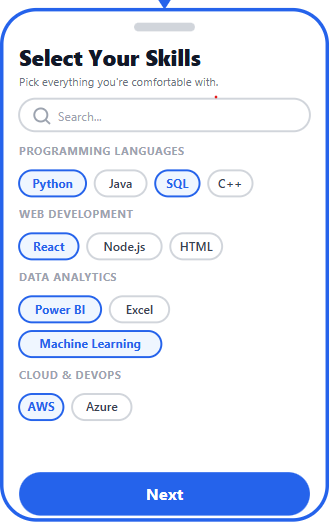 Select Your Skills
Pick everything you're comfortable with.
Search...
PROGRAMMING LANGUAGES
Python Java SQL C++
WEB DEVELOPMENT
React Node.js HTML
DATA ANALYTICS
Power BI Excel
Machine Learning
CLOUD & DEVOPS
AWS Azure
Next